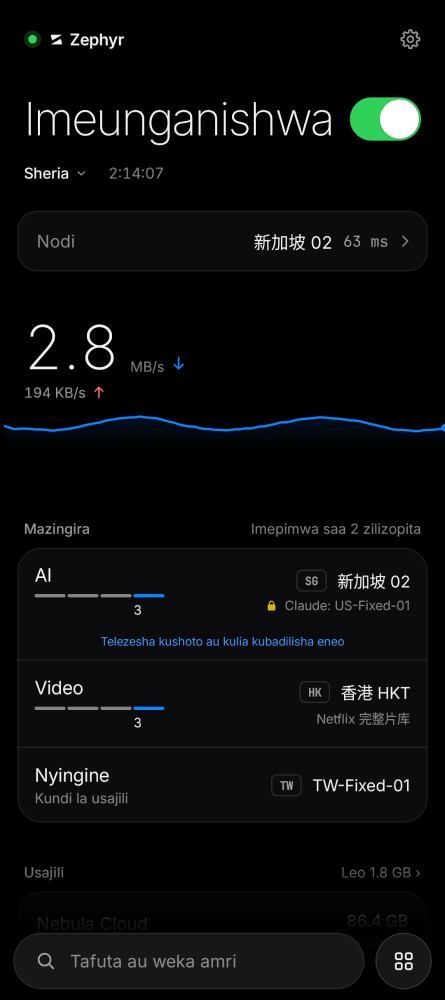 Zephyr
Imeunganishwa
Sheria 2:14:07
Nodi 新加坡 02 63 ms
2.8 MB/s ↓
194 KB/s ↑
Mazingira Imepimwa saa 2 zilizopita
AI SG 新加坡 02
3 Claude: US-Fixed-01
Telezesha kushoto au kulia kubadilisha eneo
Video HK 香港 HKT
3 Netflix 完整片库
Nyingine TW TW-Fixed-01
Kundi la usajili
Usajili Leo 1.8 GB ›
Nebula Cloud 86.4 GB
Tafuta au weka amri